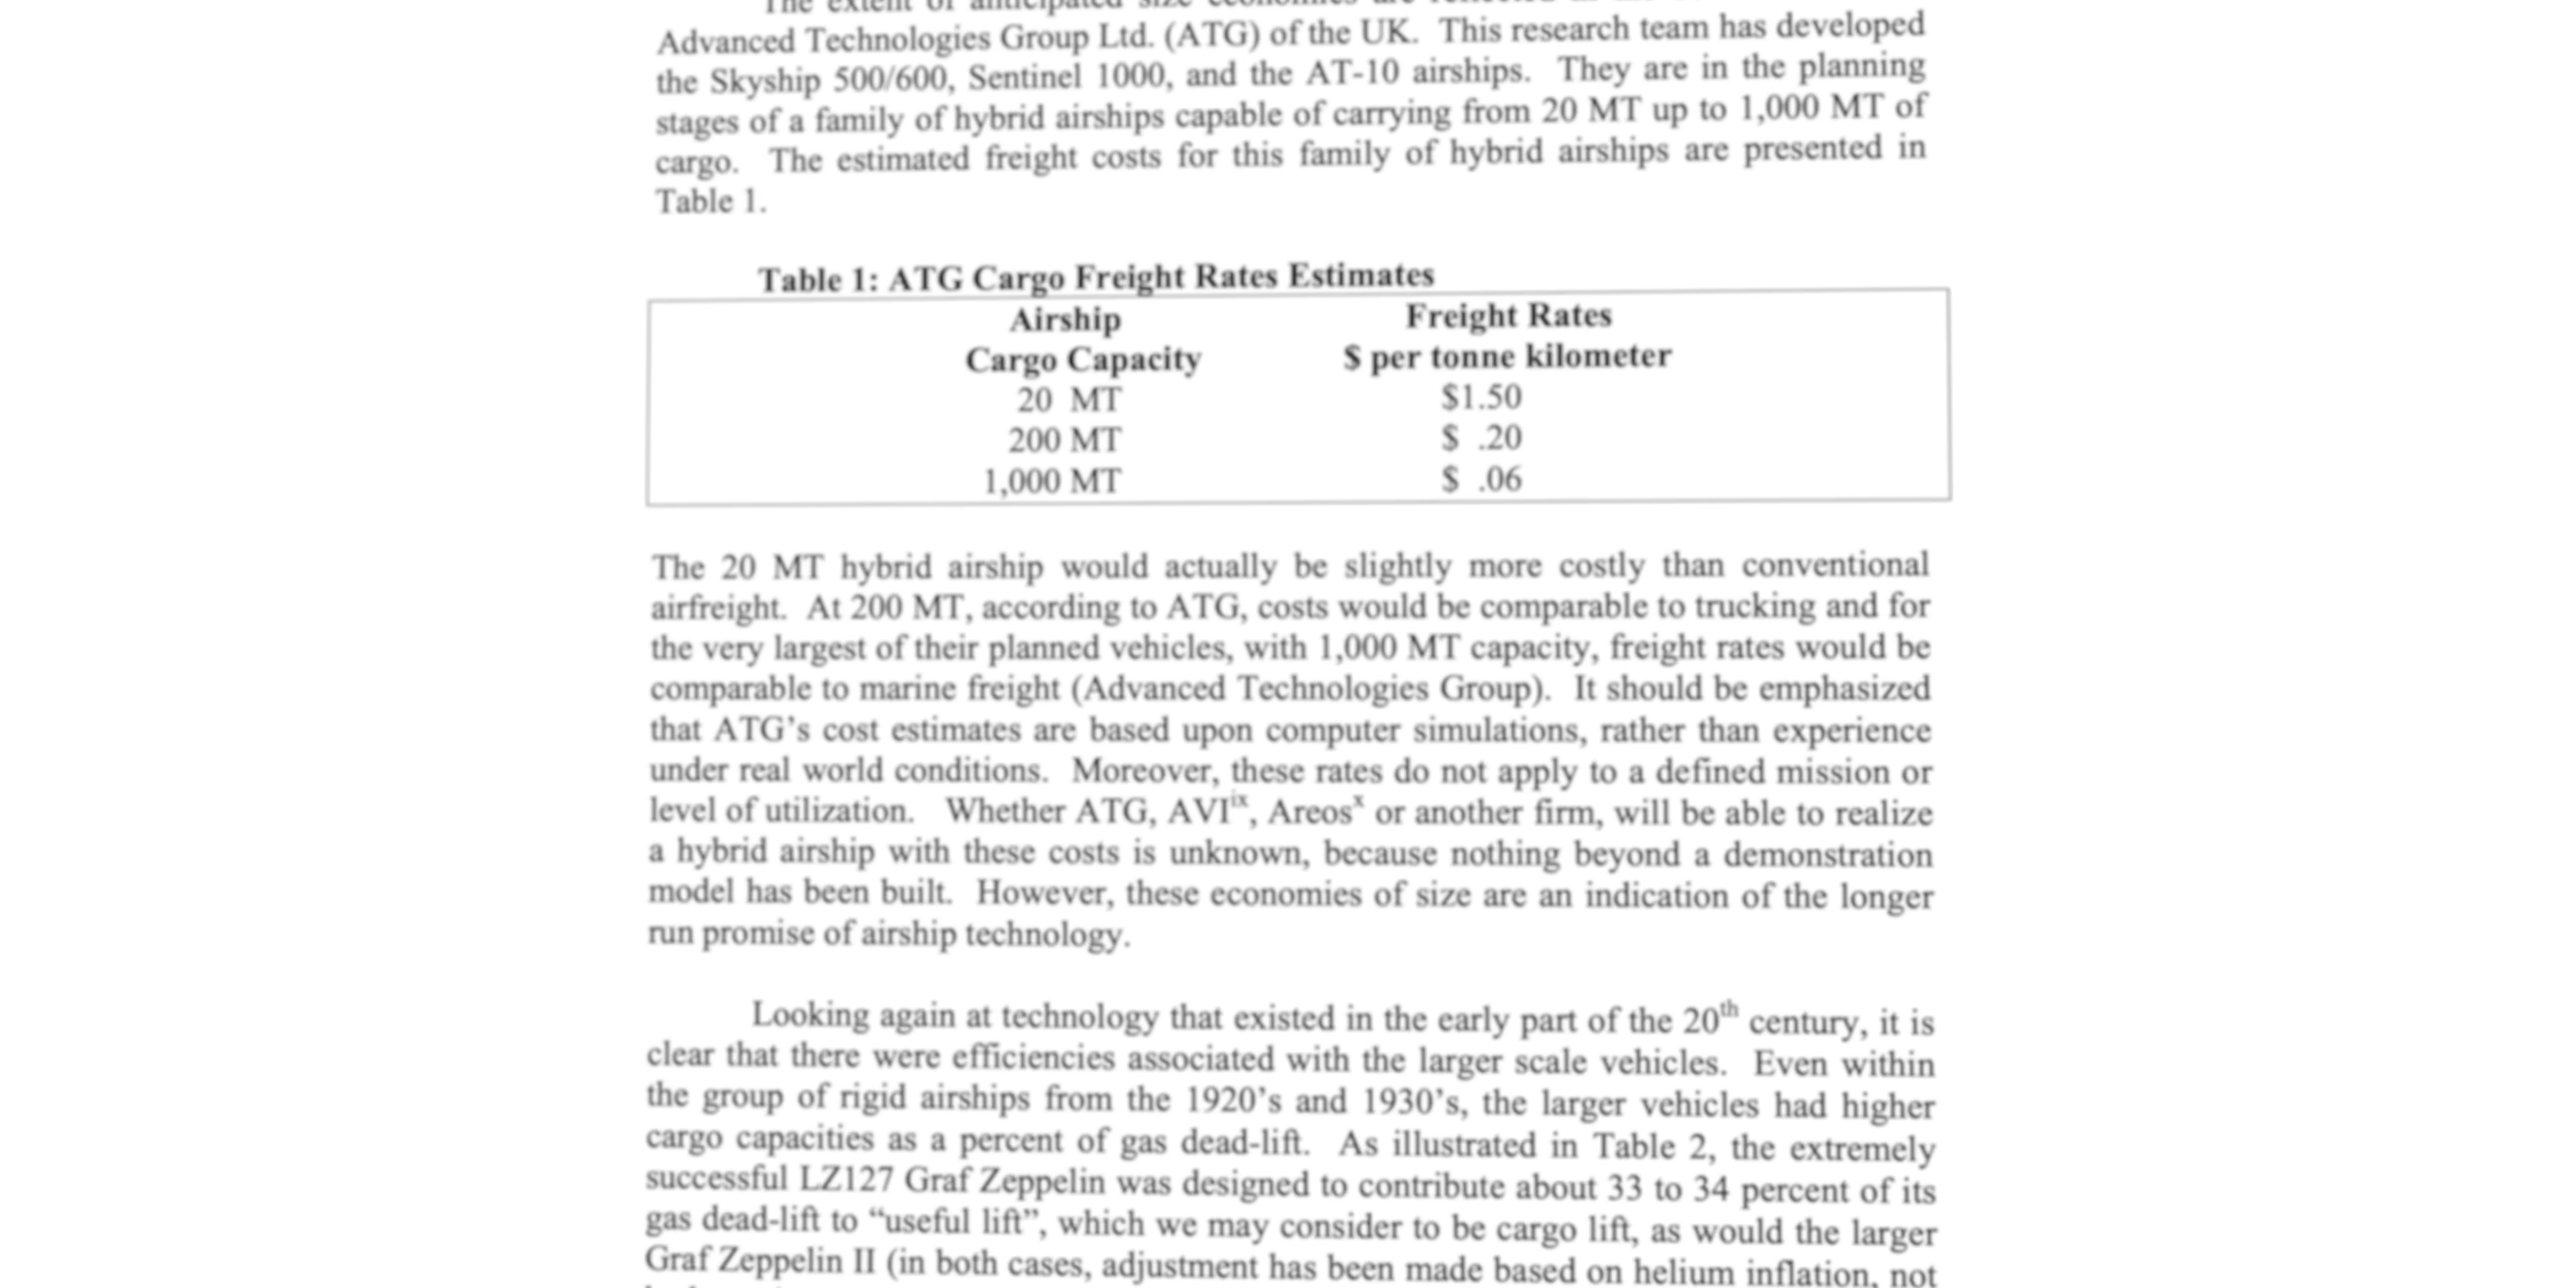 The extent of anticipated size economies are reflected in the
Advanced Technologies Group Ltd. (ATG) of the UK. This research team has developed
the Skyship 500/600, Sentinel 1000, and the AT-10 airships. They are in the planning
stages of a family of hybrid airships capable of carrying from 20 MT up to 1,000 MT of
cargo. The estimated freight costs for this family of hybrid airships are presented in
Table 1.
Table 1: ATG Cargo Freight Rates Estimates
Airship Freight Rates
Cargo Capacity $ per tonne kilometer
20 MT $1.50
200 MT $ .20
1,000 MT $ .06
The 20 MT hybrid airship would actually be slightly more costly than conventional
airfreight. At 200 MT, according to ATG, costs would be comparable to trucking and for
the very largest of their planned vehicles, with 1,000 MT capacity, freight rates would be
comparable to marine freight (Advanced Technologies Group). It should be emphasized
that ATG’s cost estimates are based upon computer simulations, rather than experience
under real world conditions. Moreover, these rates do not apply to a defined mission or
level of utilization. Whether ATG, AVIⁱˣ, Areosˣ or another firm, will be able to realize
a hybrid airship with these costs is unknown, because nothing beyond a demonstration
model has been built. However, these economies of size are an indication of the longer
run promise of airship technology.
Looking again at technology that existed in the early part of the 20ᵗʰ century, it is
clear that there were efficiencies associated with the larger scale vehicles. Even within
the group of rigid airships from the 1920’s and 1930’s, the larger vehicles had higher
cargo capacities as a percent of gas dead-lift. As illustrated in Table 2, the extremely
successful LZ127 Graf Zeppelin was designed to contribute about 33 to 34 percent of its
gas dead-lift to “useful lift”, which we may consider to be cargo lift, as would the larger
Graf Zeppelin II (in both cases, adjustment has been made based on helium inflation, not